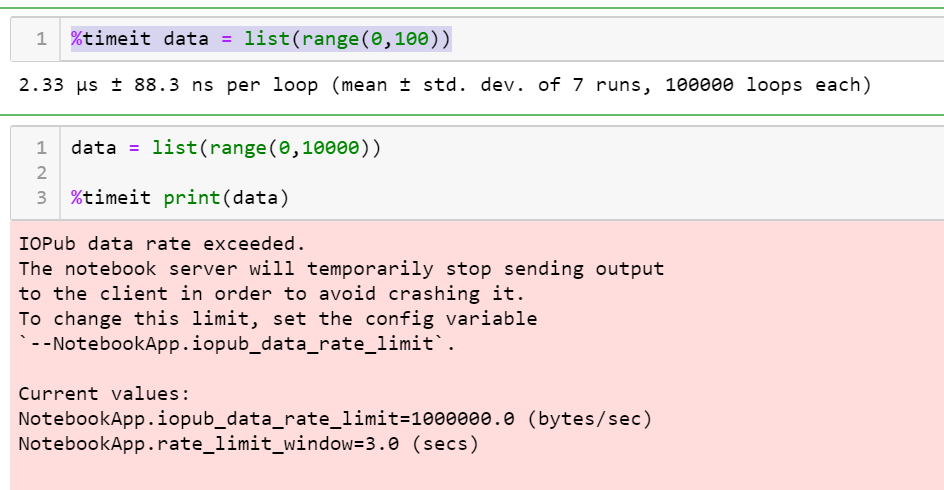 1 %timeit data = list(range(0,100))
2.33 µs ± 88.3 ns per loop (mean ± std. dev. of 7 runs, 100000 loops each)
1 data = list(range(0,10000))
2
3 %timeit print(data)
IOPub data rate exceeded.
The notebook server will temporarily stop sending output
to the client in order to avoid crashing it.
To change this limit, set the config variable
`--NotebookApp.iopub_data_rate_limit`.
Current values:
NotebookApp.iopub_data_rate_limit=1000000.0 (bytes/sec)
NotebookApp.rate_limit_window=3.0 (secs)